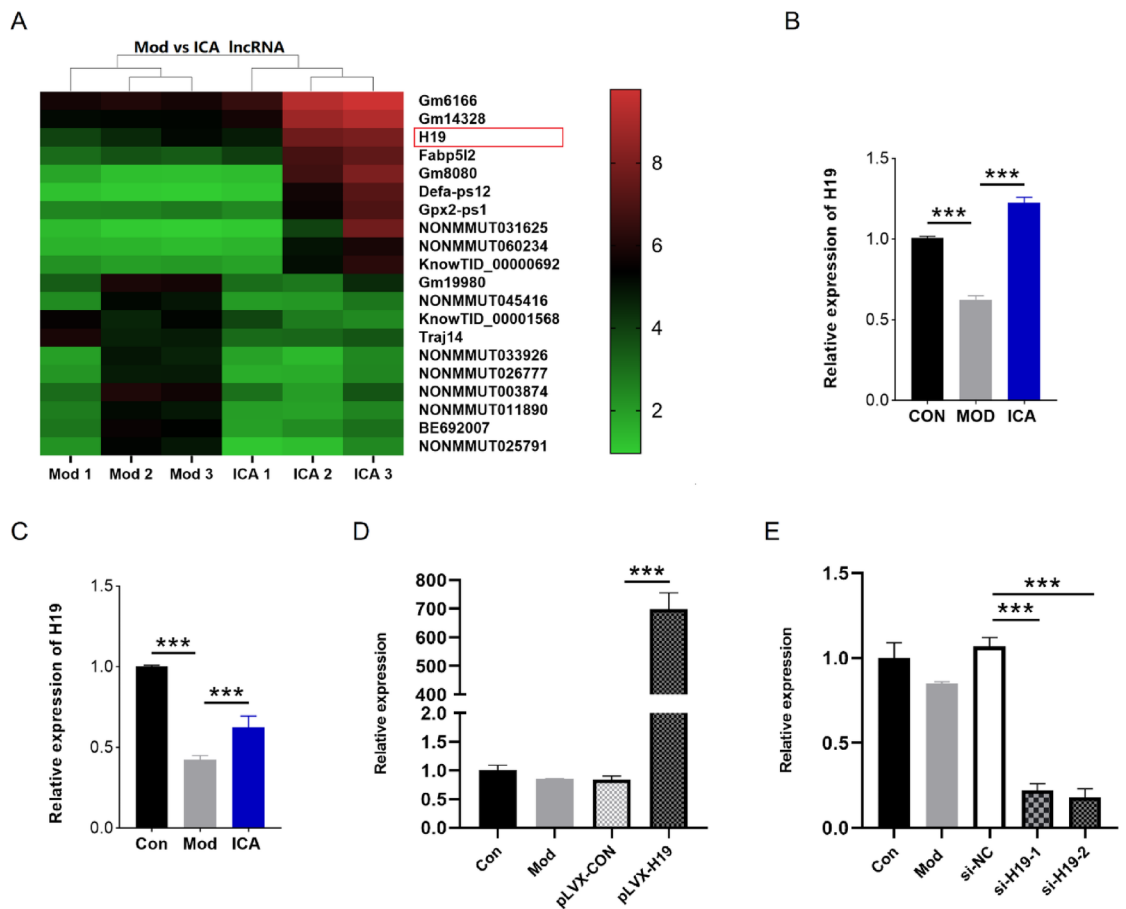 A
Mod vs ICA lncRNA
Gm6166
Gm14328
H19
Fabp5l2
Gm8080
Defa-ps12
Gpx2-ps1
NONMMUT031625
NONMMUT060234
KnowTID_00000692
Gm19980
NONMMUT045416
KnowTID_00001568
Traj14
NONMMUT033926
NONMMUT026777
NONMMUT003874
NONMMUT011890
BE692007
NONMMUT025791
Mod 1 Mod 2 Mod 3 ICA 1 ICA 2 ICA 3
8
6
4
2
B
Relative expression of H19
1.5
1.0
0.5
0.0
*** ***
CON MOD ICA
C
Relative expression of H19
1.5
1.0
0.5
0.0
*** ***
Con Mod ICA
D
Relative expression
800
700
600
500
400
2.0
1.5
1.0
0.5
0.0
***
Con Mod pLVX-CON pLVX-H19
E
Relative expression
1.5
1.0
0.5
0.0
***
***
Con Mod si-NC si-H19-1 si-H19-2